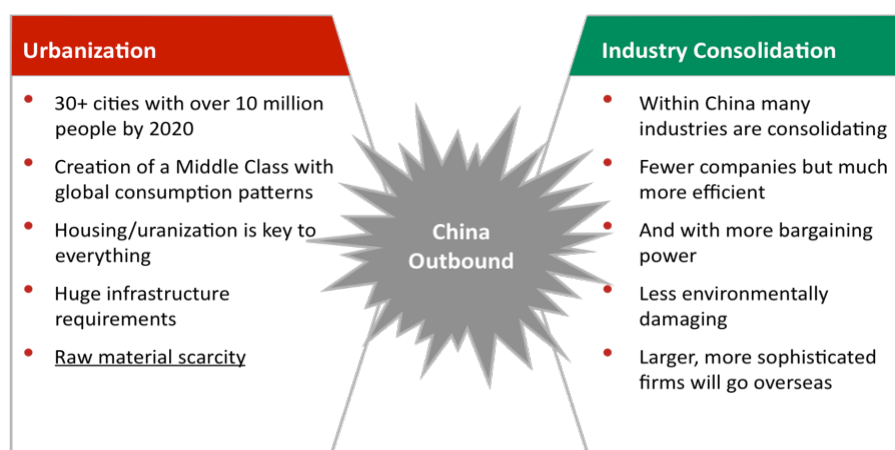 Urbanization
• 30+ cities with over 10 million
people by 2020
• Creation of a Middle Class with
global consumption patterns
• Housing/uranization is key to
everything
• Huge infrastructure
requirements
• Raw material scarcity
China
Outbound
Industry Consolidation
• Within China many
industries are consolidating
• Fewer companies but much
more efficient
• And with more bargaining
power
• Less environmentally
damaging
• Larger, more sophisticated
firms will go overseas